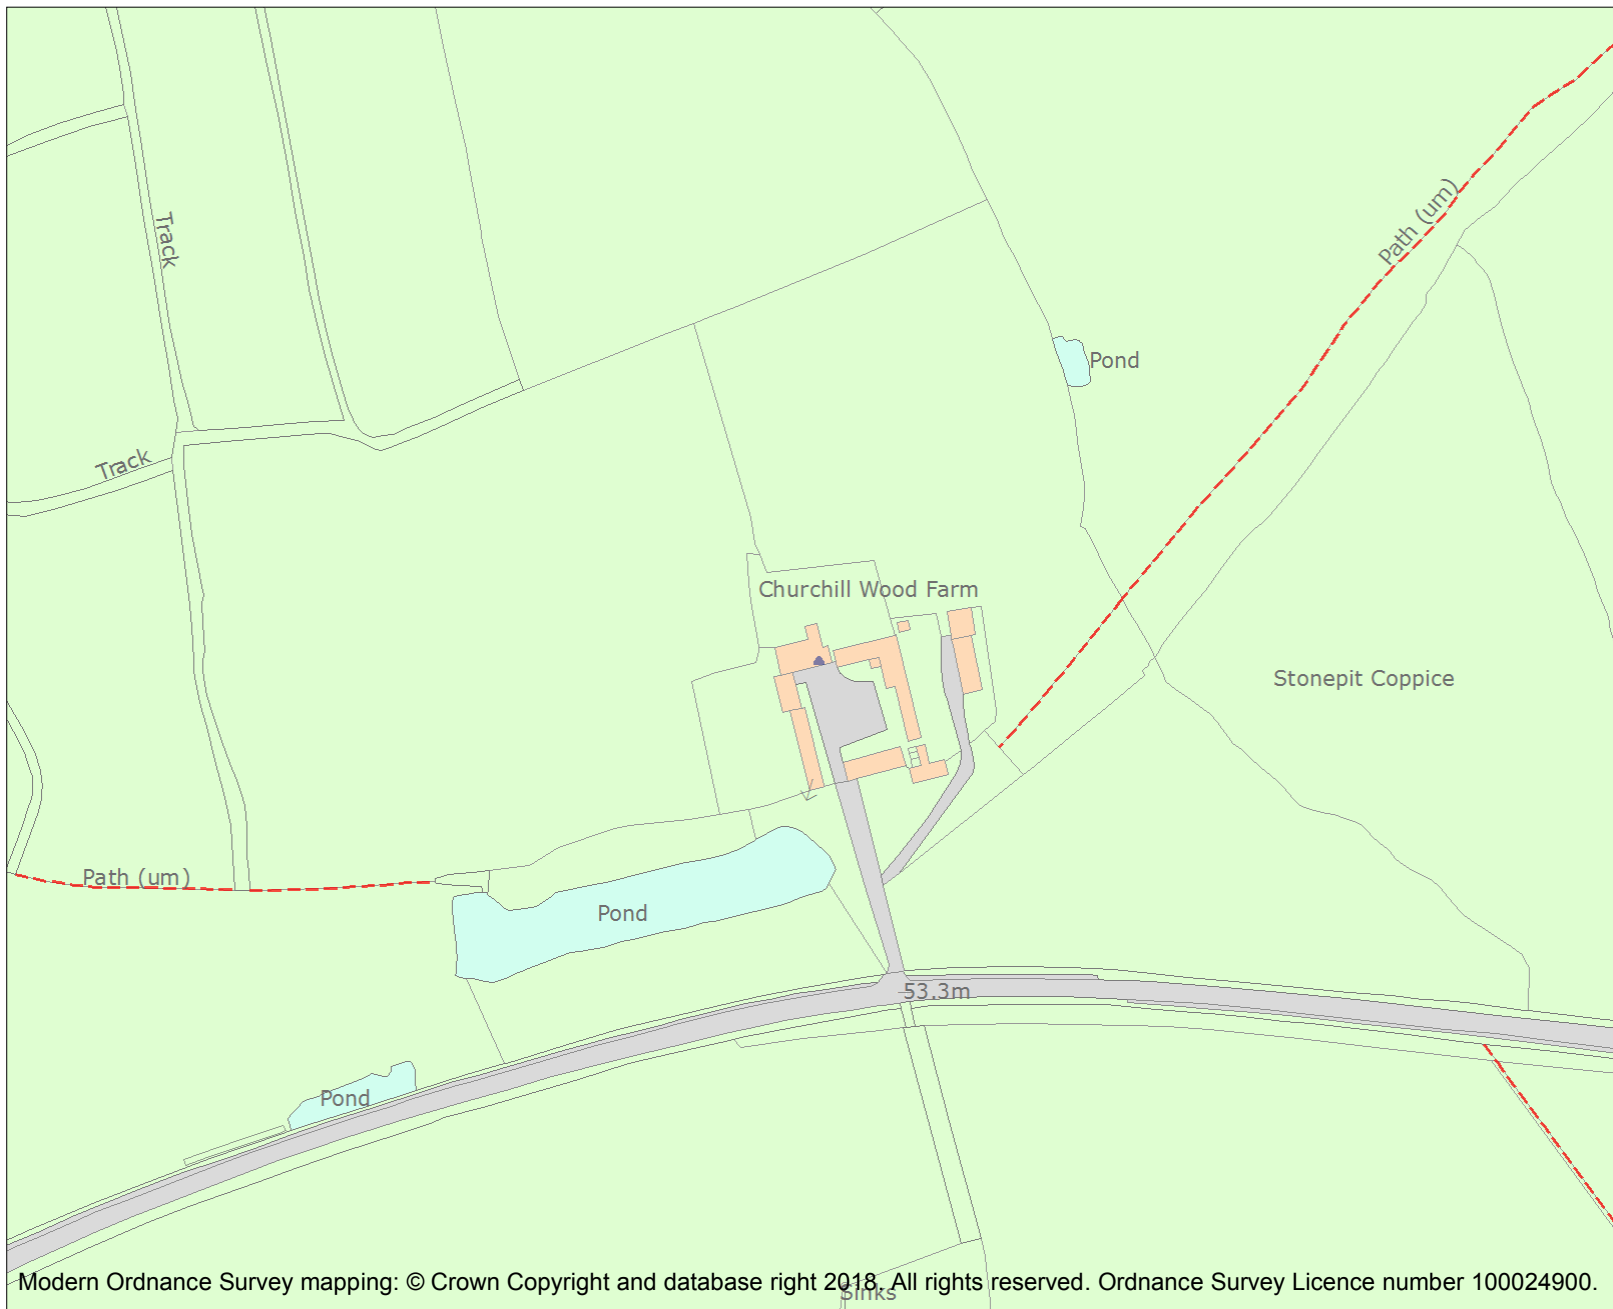 Track
Path (um)
Pond
Track
Churchill Wood Farm
Stonepit Coppice
Path (um)
Pond
53.3m
Pond
Modern Ordnance Survey mapping: © Crown Copyright and database right 2018. All rights reserved. Ordnance Survey Licence number 100024900.
Sinks